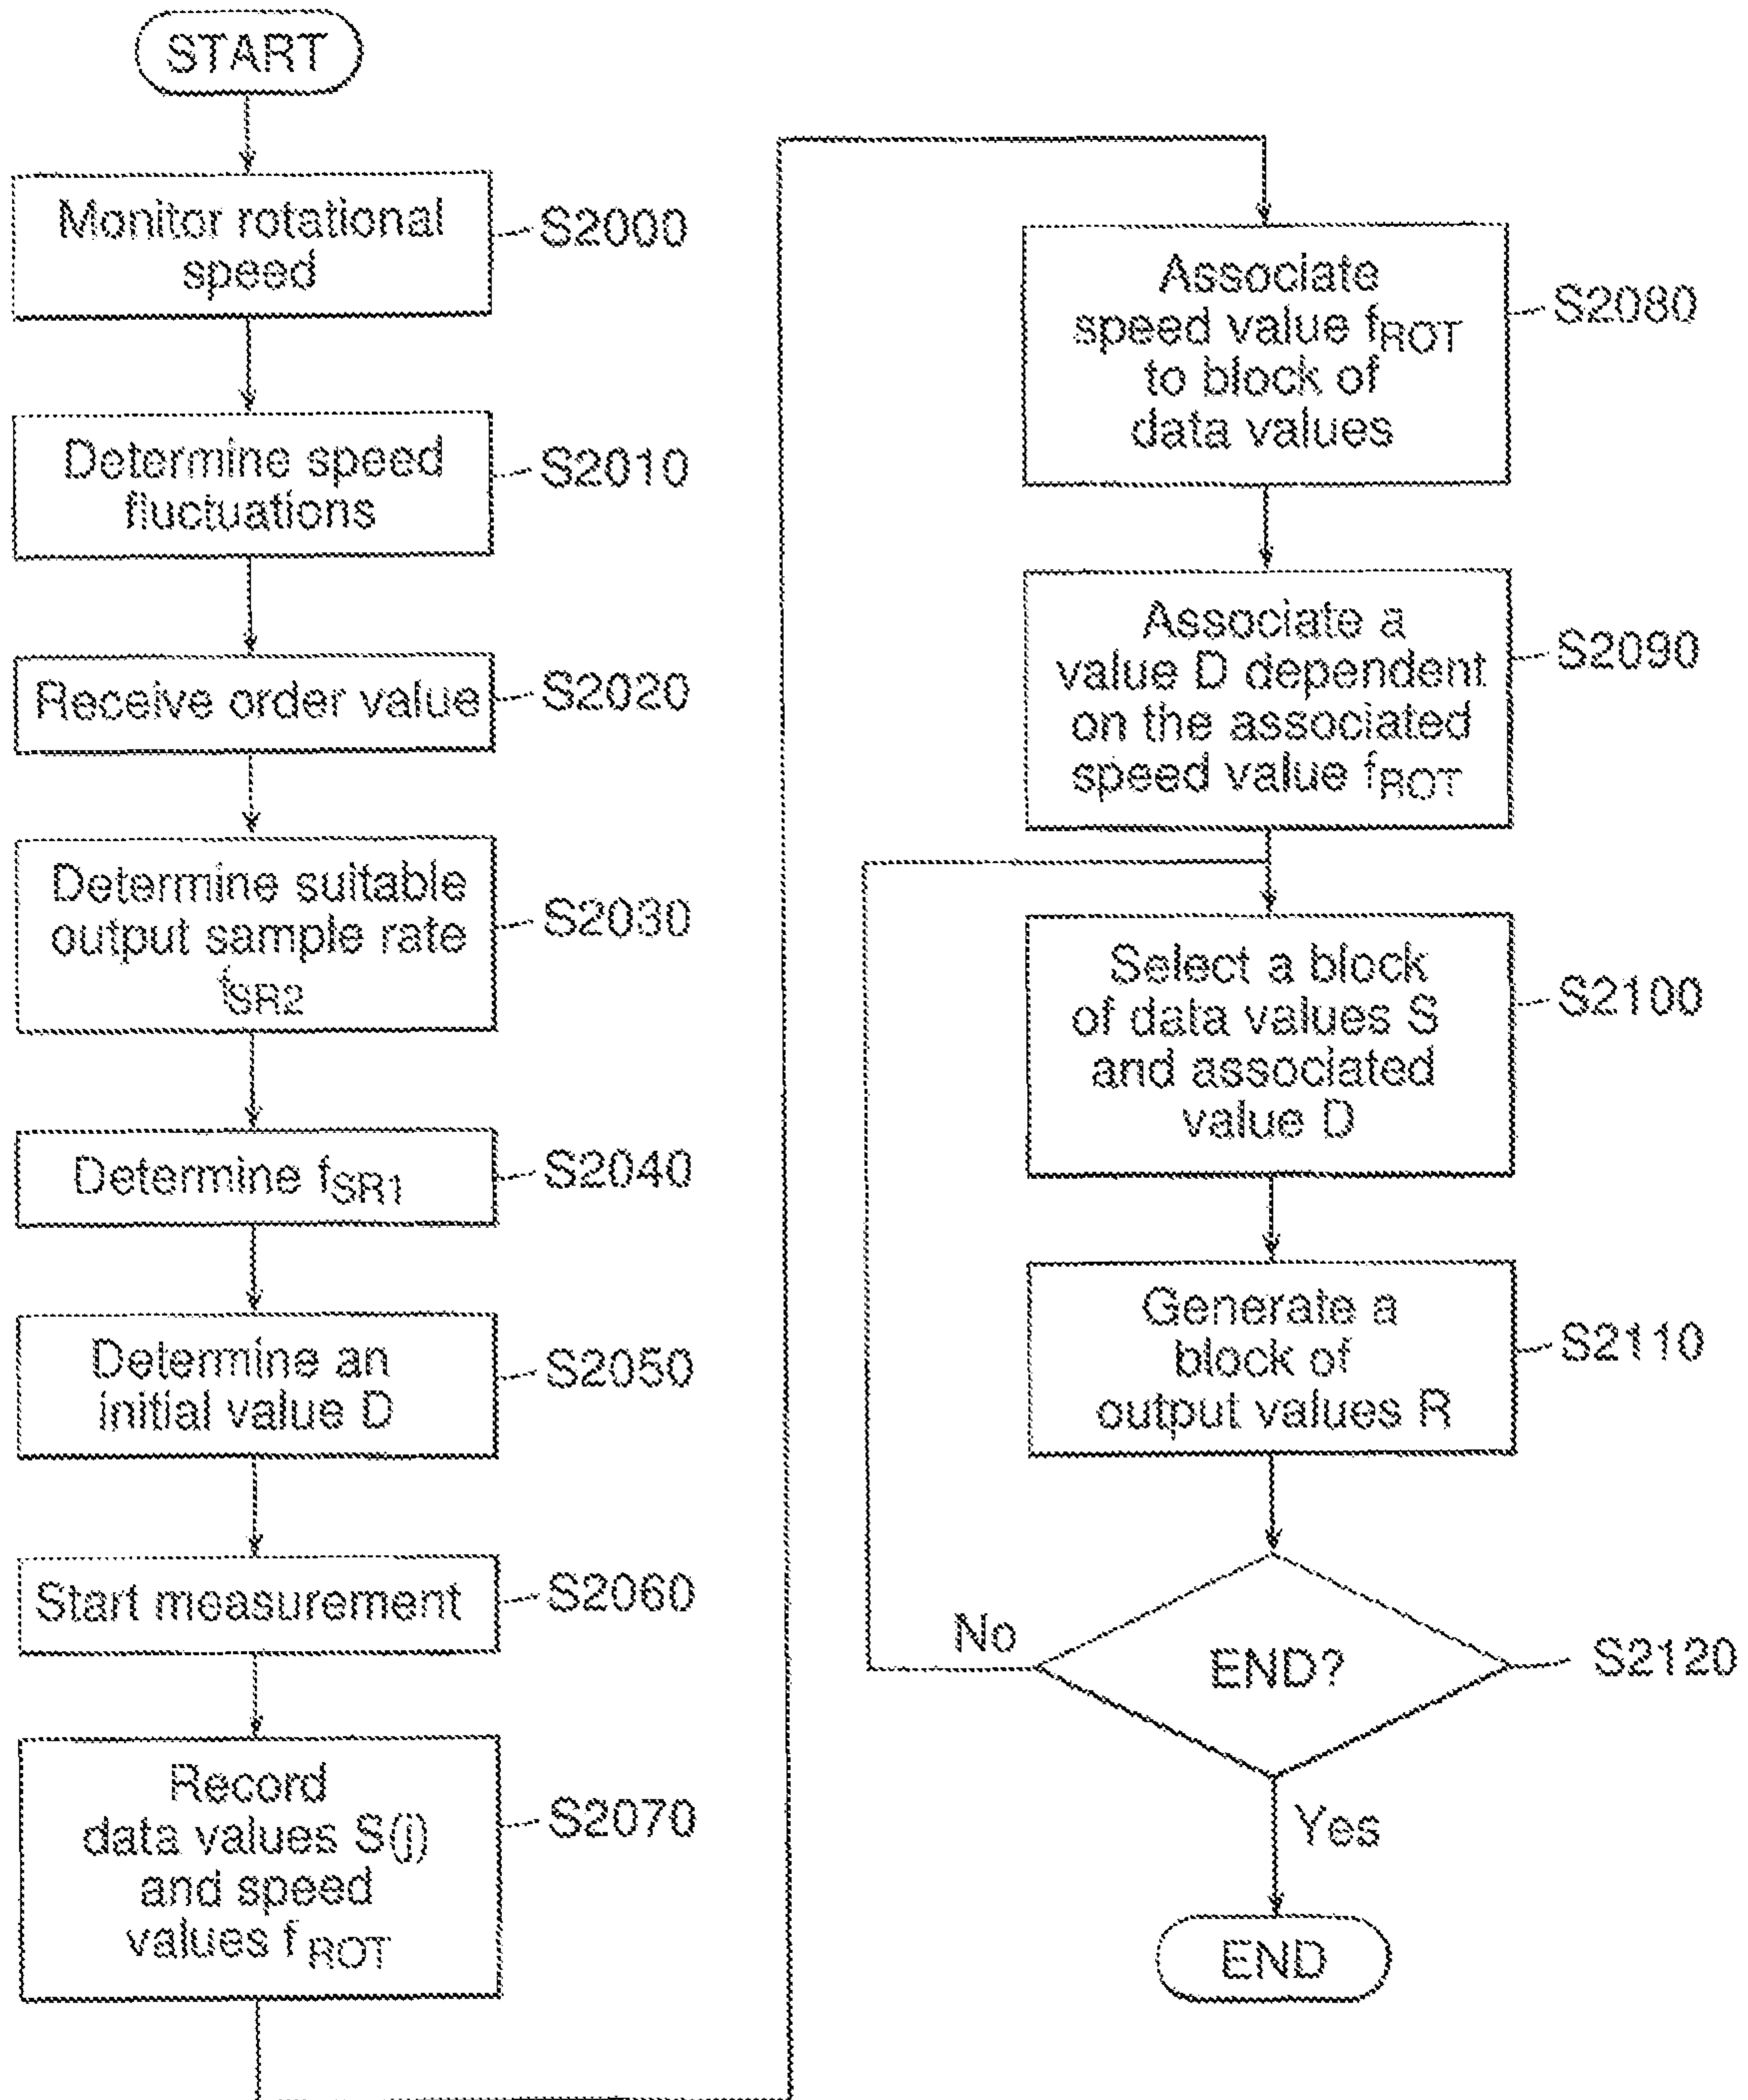 START
Monitor rotational
speed
S2000
Determine speed
fluctuations
S2010
Receive order value
S2020
Determine suitable
output sample rate
fSR2
S2030
Determine fSR1
S2040
Determine an
initial value D
S2050
Start measurement
S2060
Record
data values S(j)
and speed
values fROT
S2070
Associate
speed value fROT
to block of
data values
S2080
Associate a
value D dependent
on the associated
speed value fROT
S2090
Select a block
of data values S
and associated
value D
S2100
Generate a
block of
output values R
S2110
No
END?
S2120
Yes
END